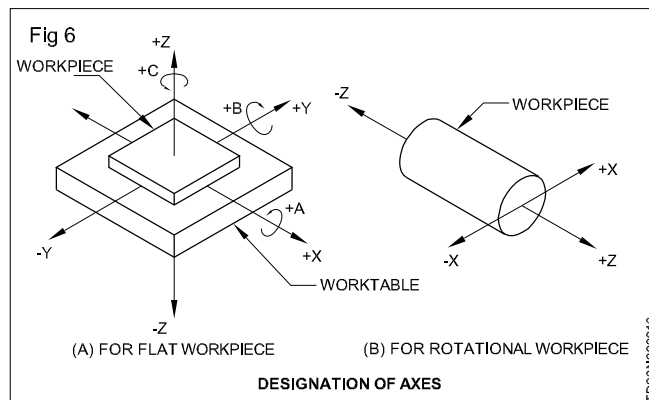 Fig 6
+Z
WORKPIECE
+C
+B
+Y
+A
+X
-Y
WORKTABLE
-Z
(A) FOR FLAT WORKPIECE
-Z
WORKPIECE
+X
-X
+Z
(B) FOR ROTATIONAL WORKPIECE
DESIGNATION OF AXES